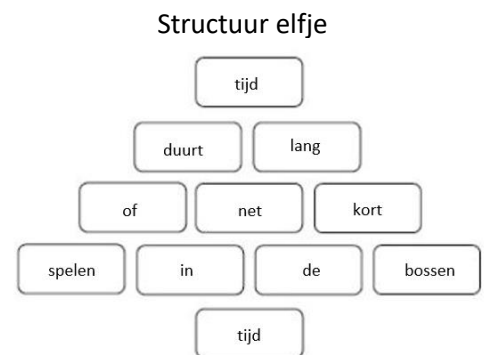 Structuur elfje
tijd
duurt lang
of net kort
spelen in de bossen
tijd